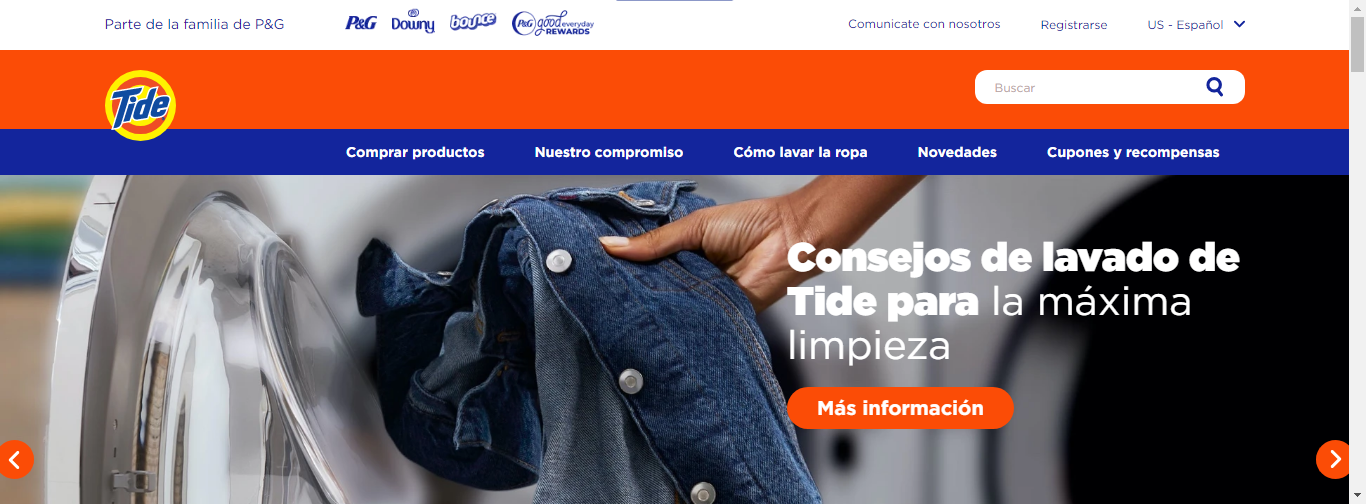 Parte de la familia de P&G
P&G
Downy
bounce
P&G good everyday
REWARDS
Comunicate con nosotros
Registrarse
US - Español
Tide
Buscar
Comprar productos
Nuestro compromiso
Cómo lavar la ropa
Novedades
Cupones y recompensas
Consejos de lavado de
Tide para la máxima
limpieza
Más información